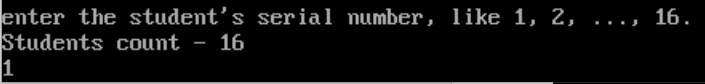 enter the student's serial number, like 1, 2, ..., 16.
Students count - 16
1